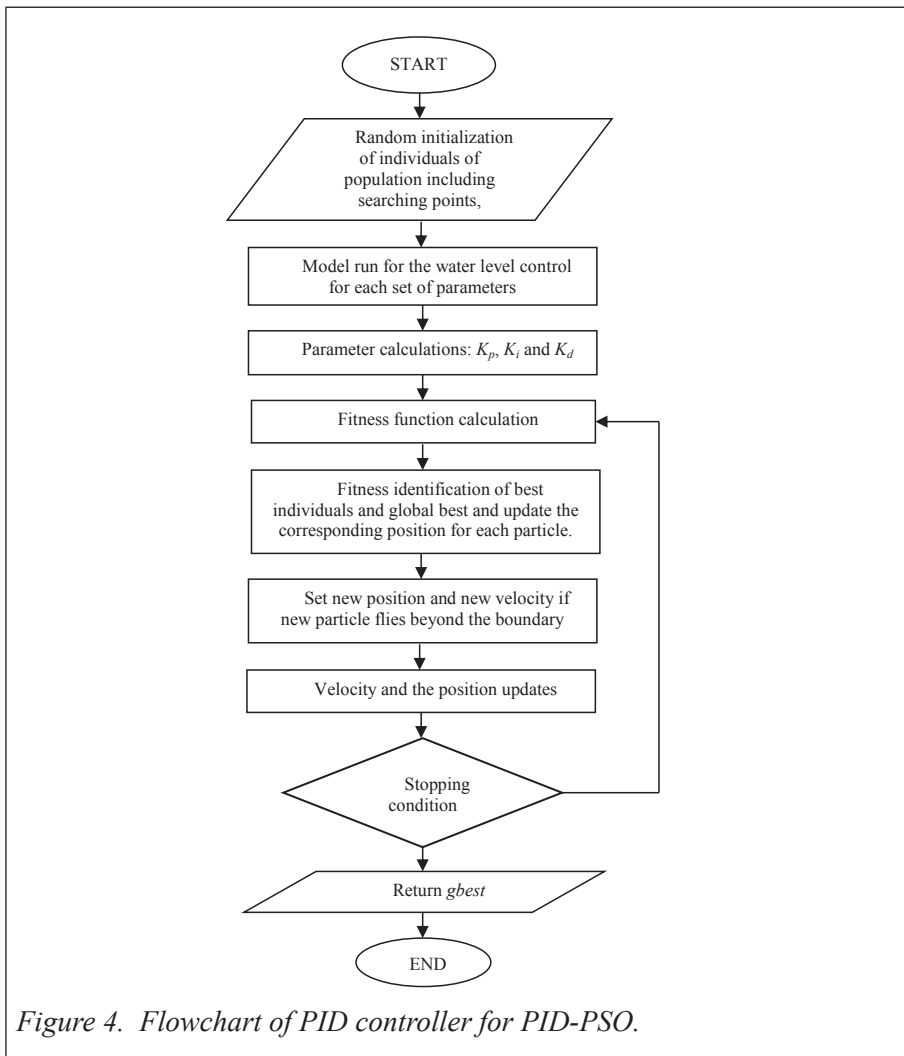 START
Random initialization
of individuals of
population including
searching points,
Model run for the water level control
for each set of parameters
Parameter calculations: Kp, Ki and Kd
Fitness function calculation
Fitness identification of best
individuals and global best and update the
corresponding position for each particle.
Set new position and new velocity if
new particle flies beyond the boundary
Velocity and the position updates
Stopping
condition
Return gbest
END
Figure 4. Flowchart of PID controller for PID-PSO.